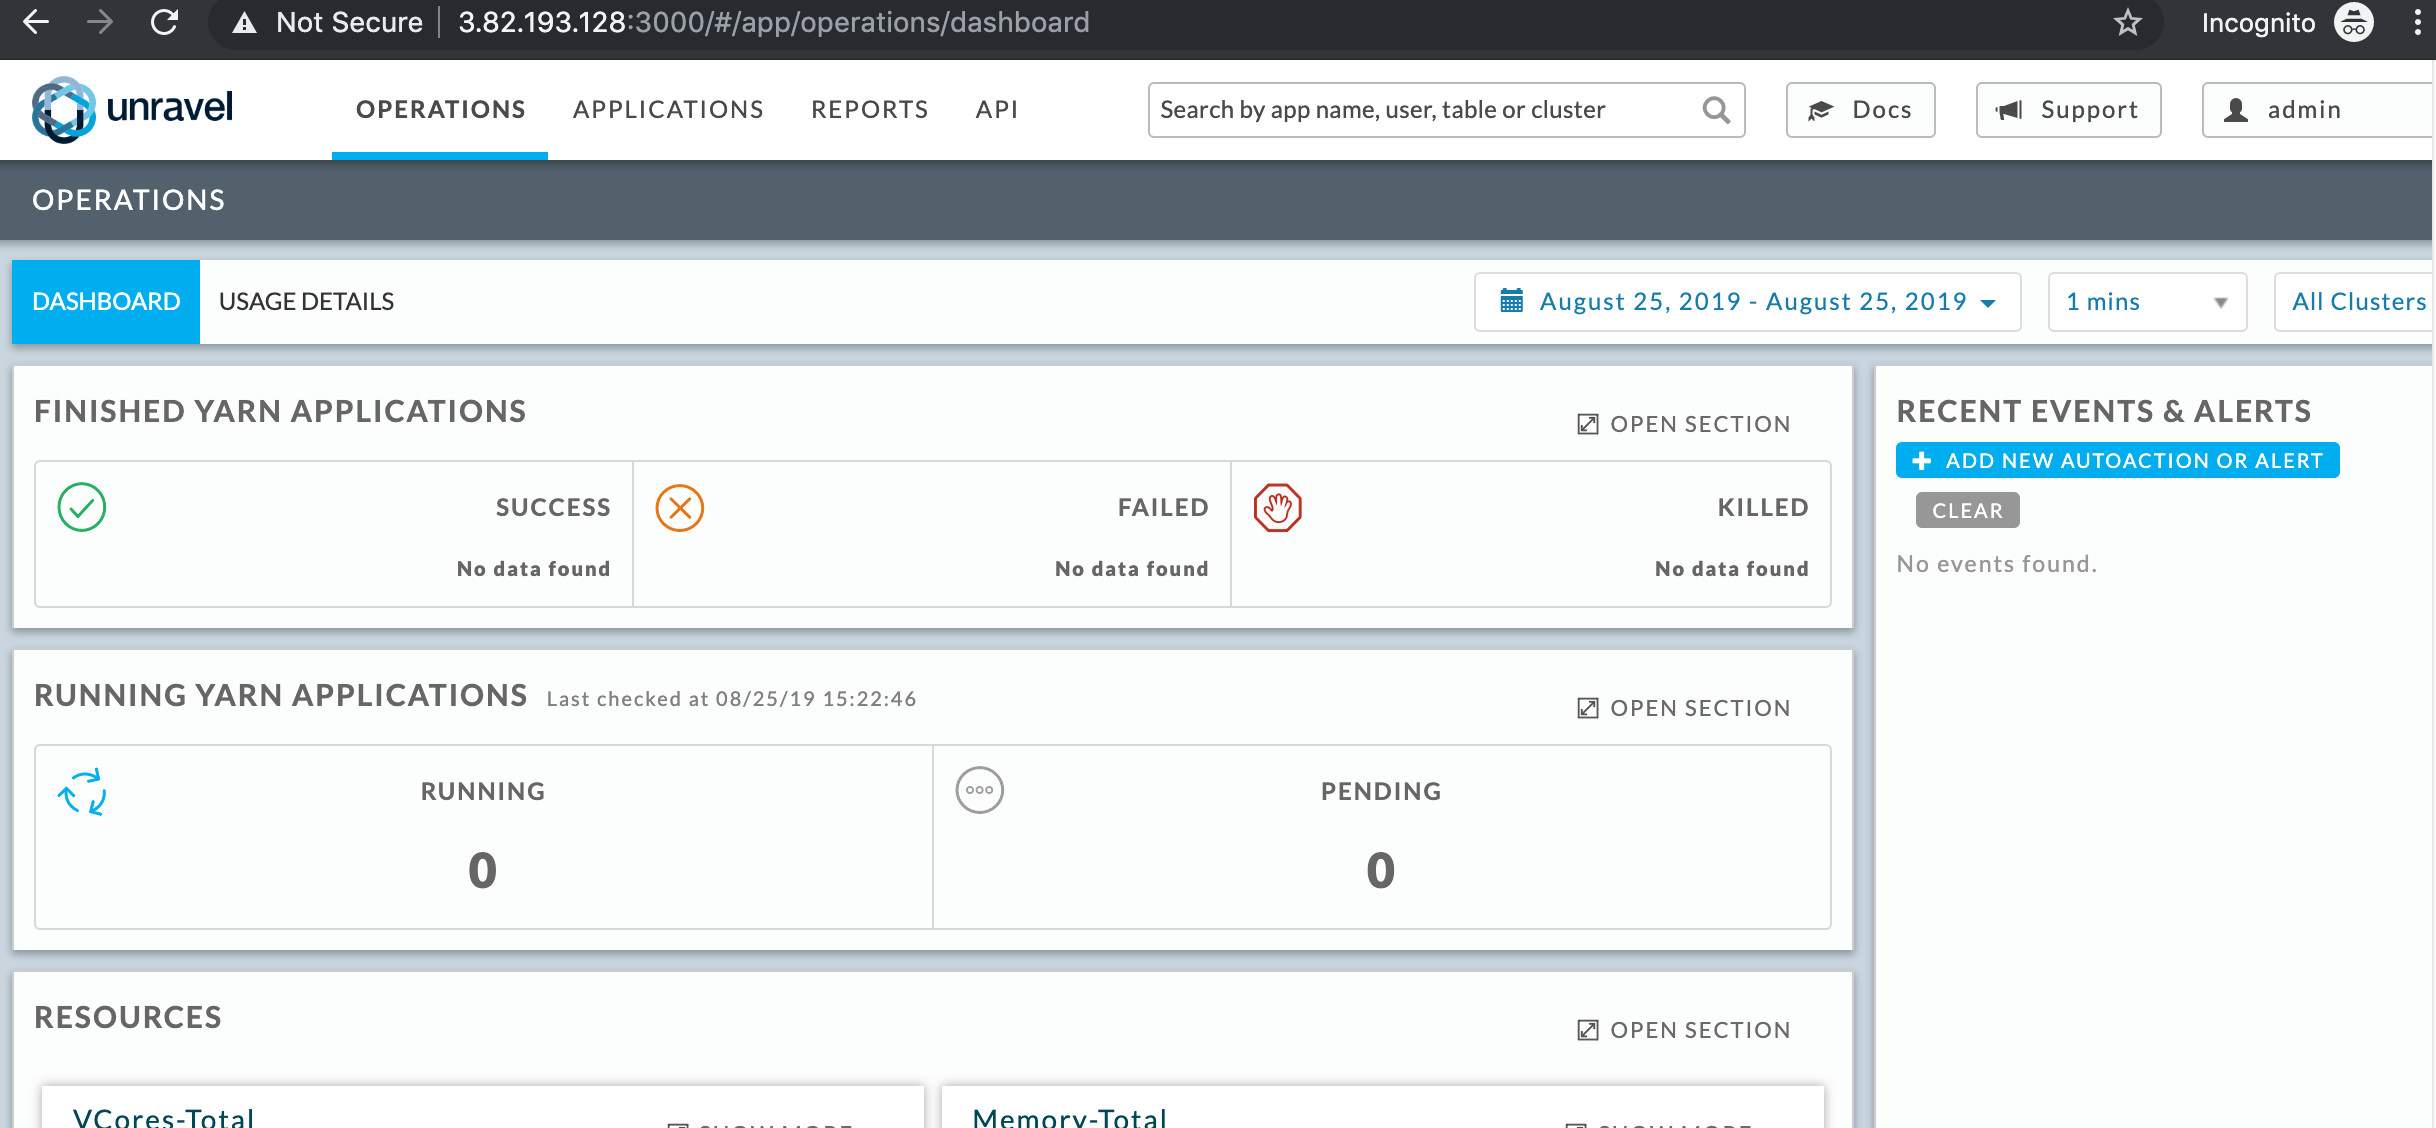 Not Secure 3.82.193.128:3000/#/app/operations/dashboard Incognito
unravel OPERATIONS APPLICATIONS REPORTS API Search by app name, user, table or cluster Docs Support admin
OPERATIONS
DASHBOARD USAGE DETAILS August 25, 2019 - August 25, 2019 1 mins All Clusters
FINISHED YARN APPLICATIONS
OPEN SECTION
SUCCESS
No data found
FAILED
No data found
KILLED
No data found
RUNNING YARN APPLICATIONS Last checked at 08/25/19 15:22:46
OPEN SECTION
RUNNING
0
PENDING
0
RESOURCES
OPEN SECTION
VCores-Total SHOW MORE
Memory-Total SHOW MORE
RECENT EVENTS & ALERTS
ADD NEW AUTOACTION OR ALERT
CLEAR
No events found.